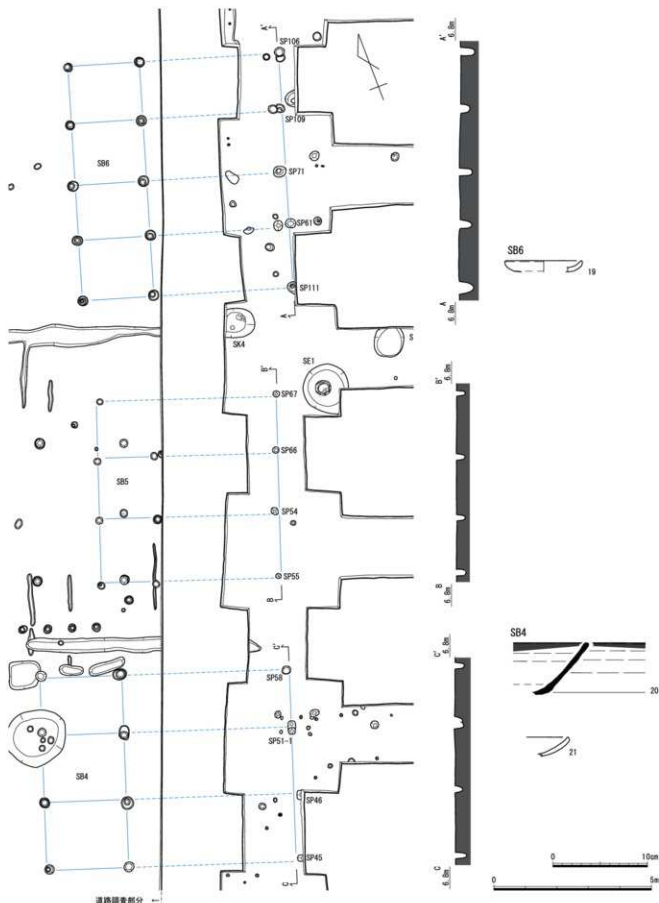 A'
SP106
SP109
SP71
SP61
SP111
A
SB6
SK4
SE1
S
B'
SP67
SP66
SP54
SP55
B
SB5
C'
SP58
SP51-1
SP46
SP45
C
SB4
道路調査部分 ←
A' 6.8m
A 6.8m
B' 6.8m
B 6.8m
C' 6.8m
C 6.8m
SB6
19
SB4
20
21
0 10cm
0 5m